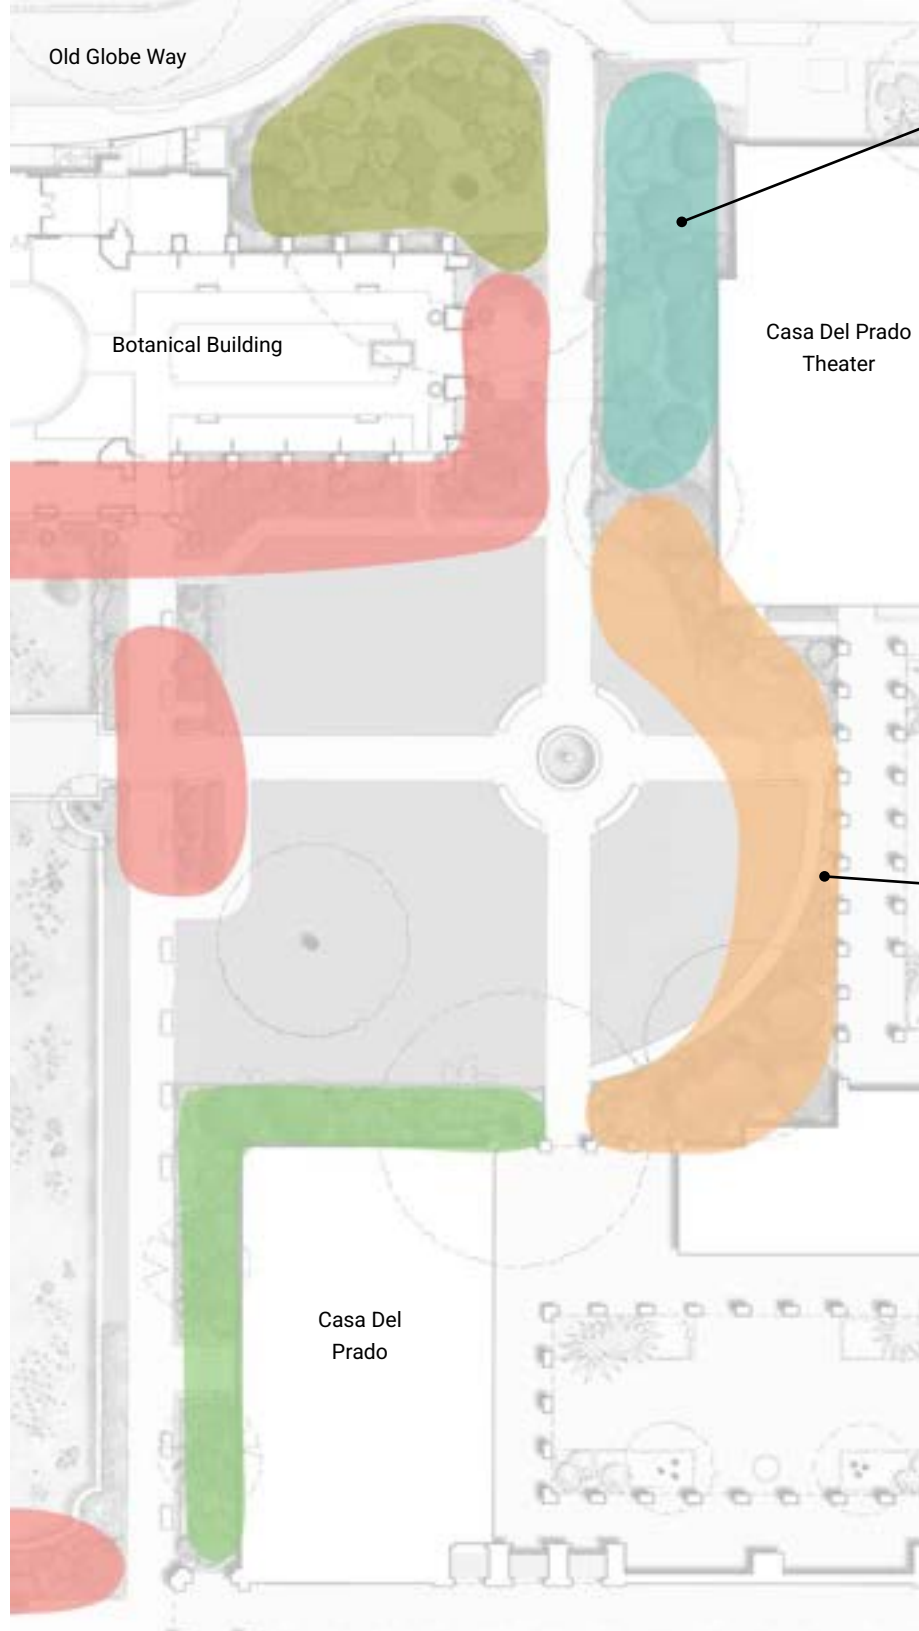 Old Globe Way
Botanical Building
Casa Del Prado
Theater
Casa Del
Prado